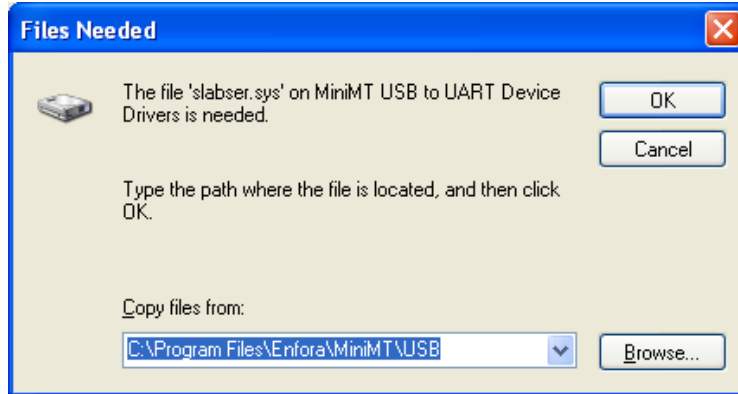 Files Needed
The file 'slabser.sys' on MiniMT USB to UART Device
Drivers is needed.
OK
Cancel
Type the path where the file is located, and then click
OK.
Copy files from:
C:\Program Files\Enfora\MiniMT\USB
Browse...